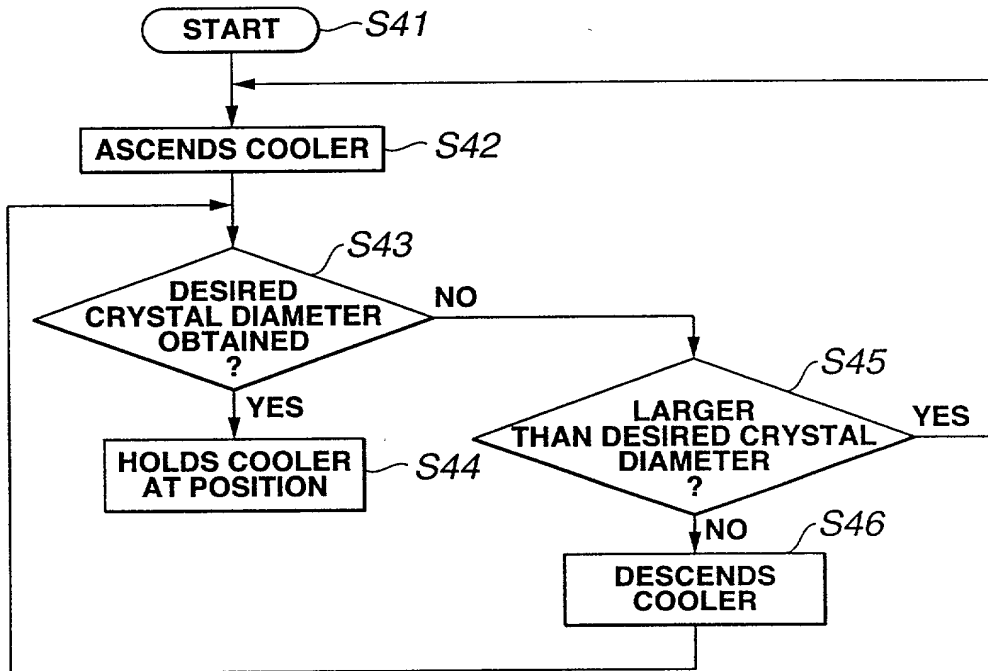 START
S41
ASCENDS COOLER
S42
S43
DESIRED
CRYSTAL DIAMETER
OBTAINED
?
NO
YES
HOLDS COOLER
AT POSITION
S44
S45
LARGER
THAN DESIRED CRYSTAL
DIAMETER
?
YES
NO
S46
DESCENDS
COOLER